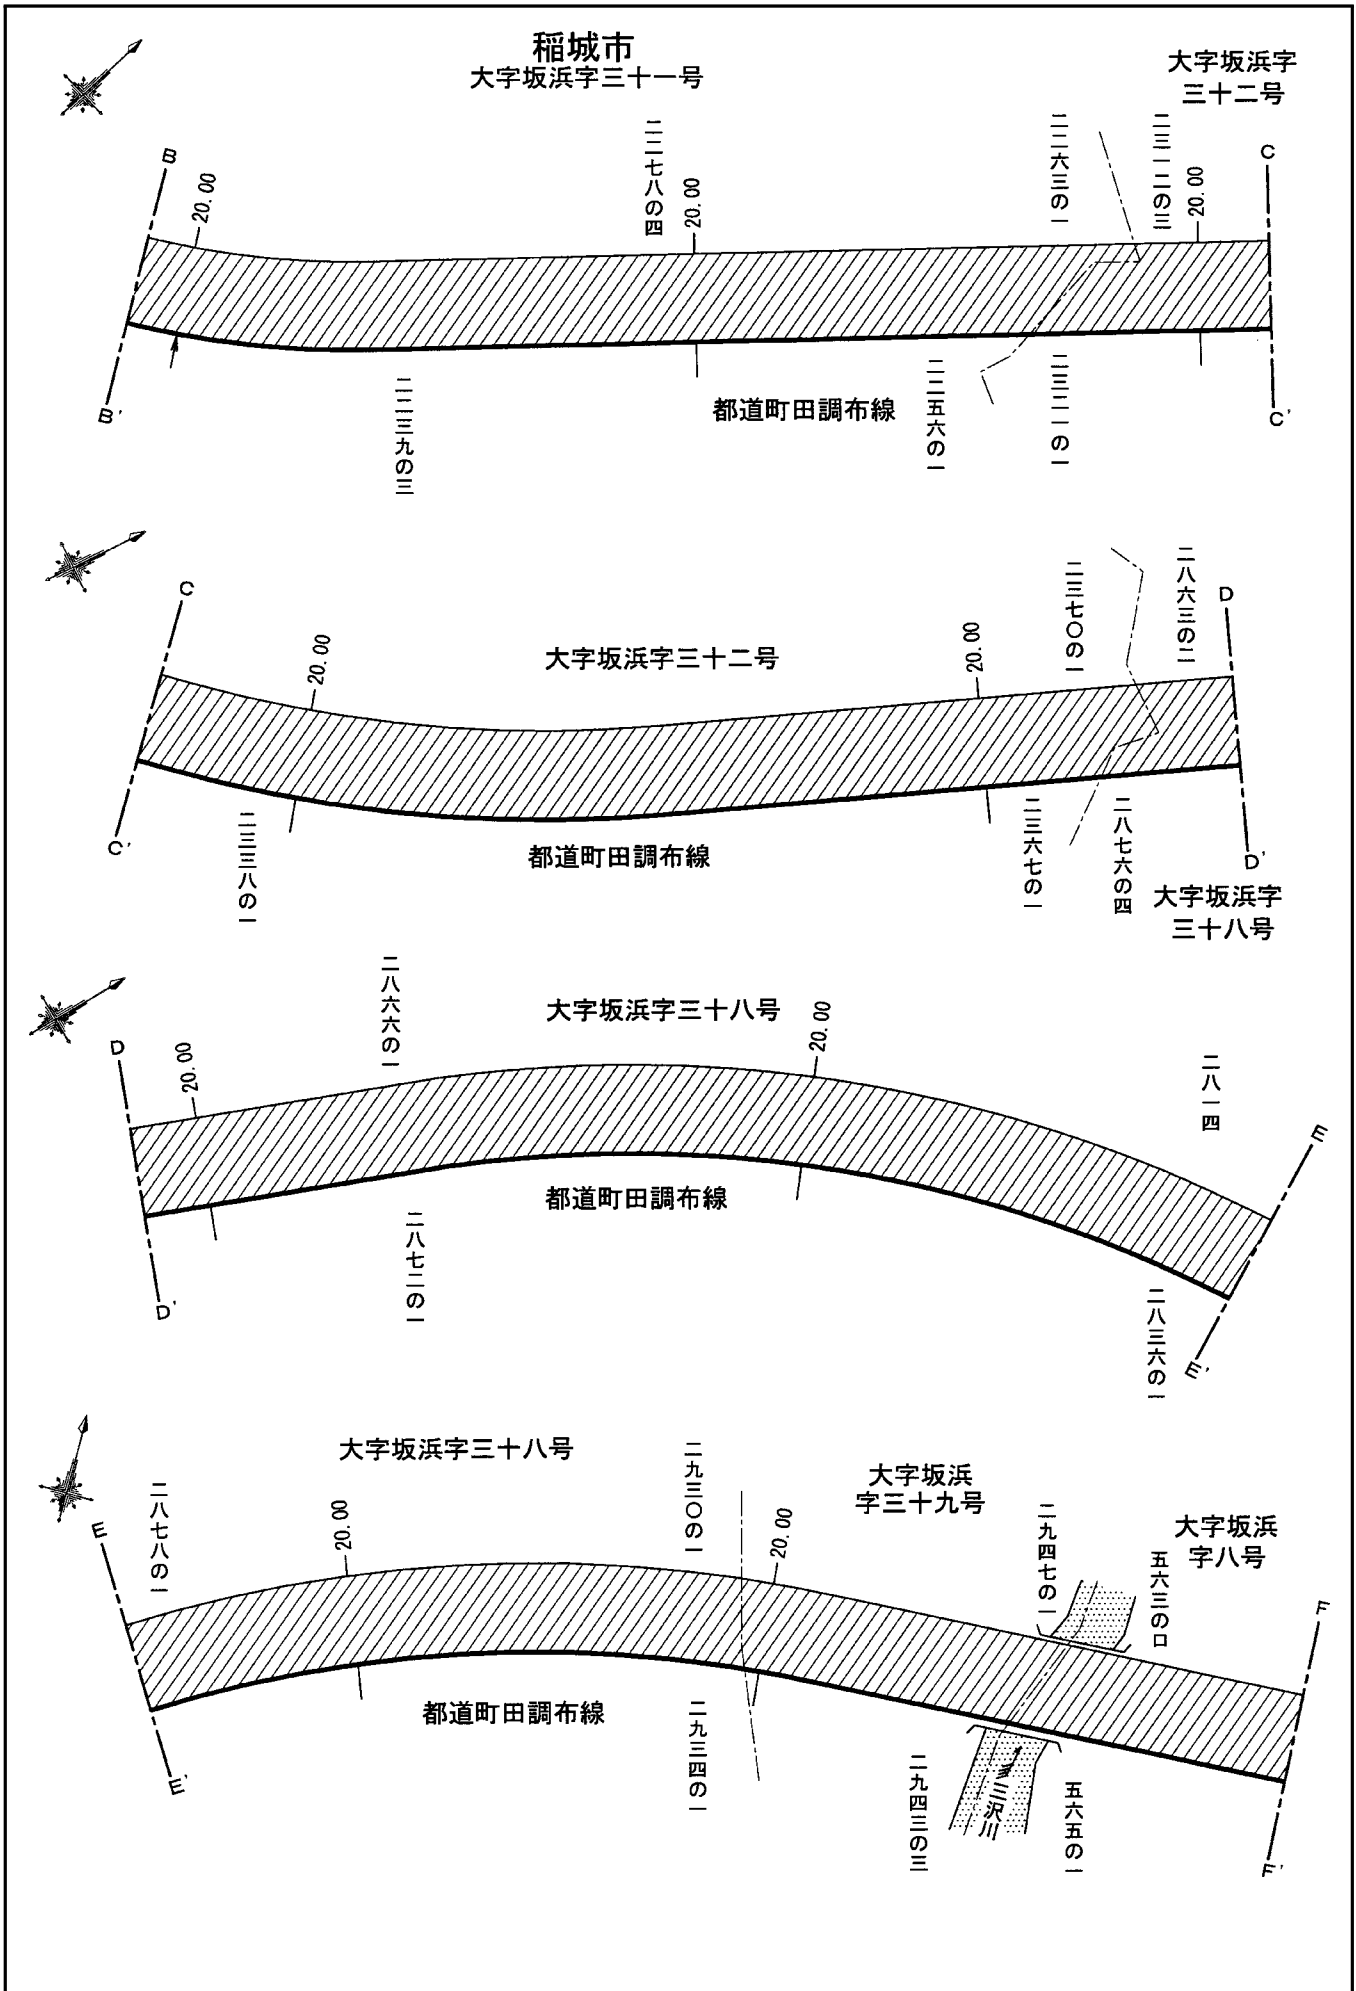 稲城市
大字坂浜字三十一号
大字坂浜字
三十二号
B
20.00
二二七八の四
20.00
二二六三の一
二三一二の三
20.00
C
B'
二二三九の三
都道町田調布線
二二五六の一
二三二一の一
C'
C
20.00
大字坂浜字三十二号
20.00
二三七〇の一
二八六三の二
D
C'
二三三八の一
都道町田調布線
二三六七の一
二八七六の四
D'
大字坂浜字
三十八号
D
20.00
二八六六の一
大字坂浜字三十八号
20.00
二八一四
E
D'
二八七二の一
都道町田調布線
二八三六の一
E'
E
二八七八の一
20.00
大字坂浜字三十八号
二九三〇の一
20.00
大字坂浜
字三十九号
二九四七の一
五六三の口
大字坂浜
字八号
F
E'
都道町田調布線
二九三四の一
二九四三の三
三沢川
五六五の一
F'